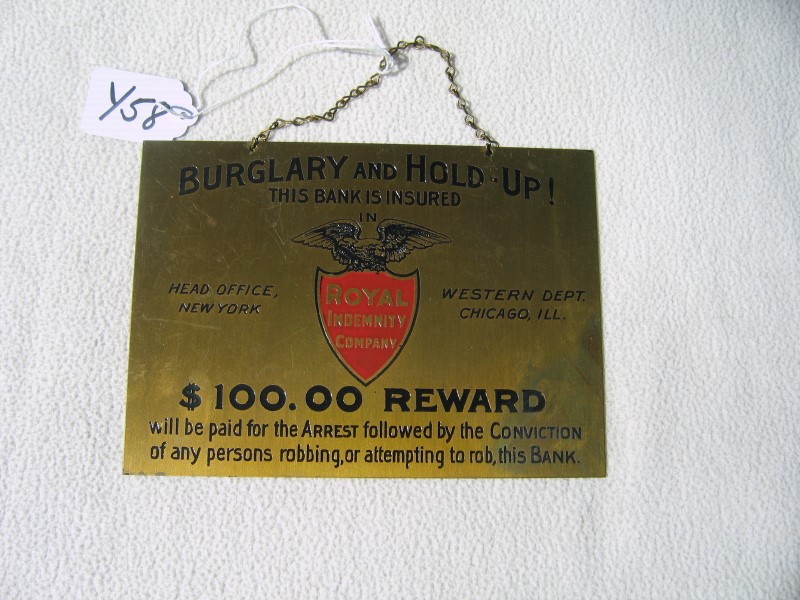 Y58
BURGLARY AND HOLD-UP!
THIS BANK IS INSURED
IN
HEAD OFFICE,
NEW YORK
ROYAL
INDEMNITY
COMPANY.
WESTERN DEPT.
CHICAGO, ILL.
$100.00 REWARD
will be paid for the ARREST followed by the CONVICTION
of any persons robbing, or attempting to rob, this BANK.